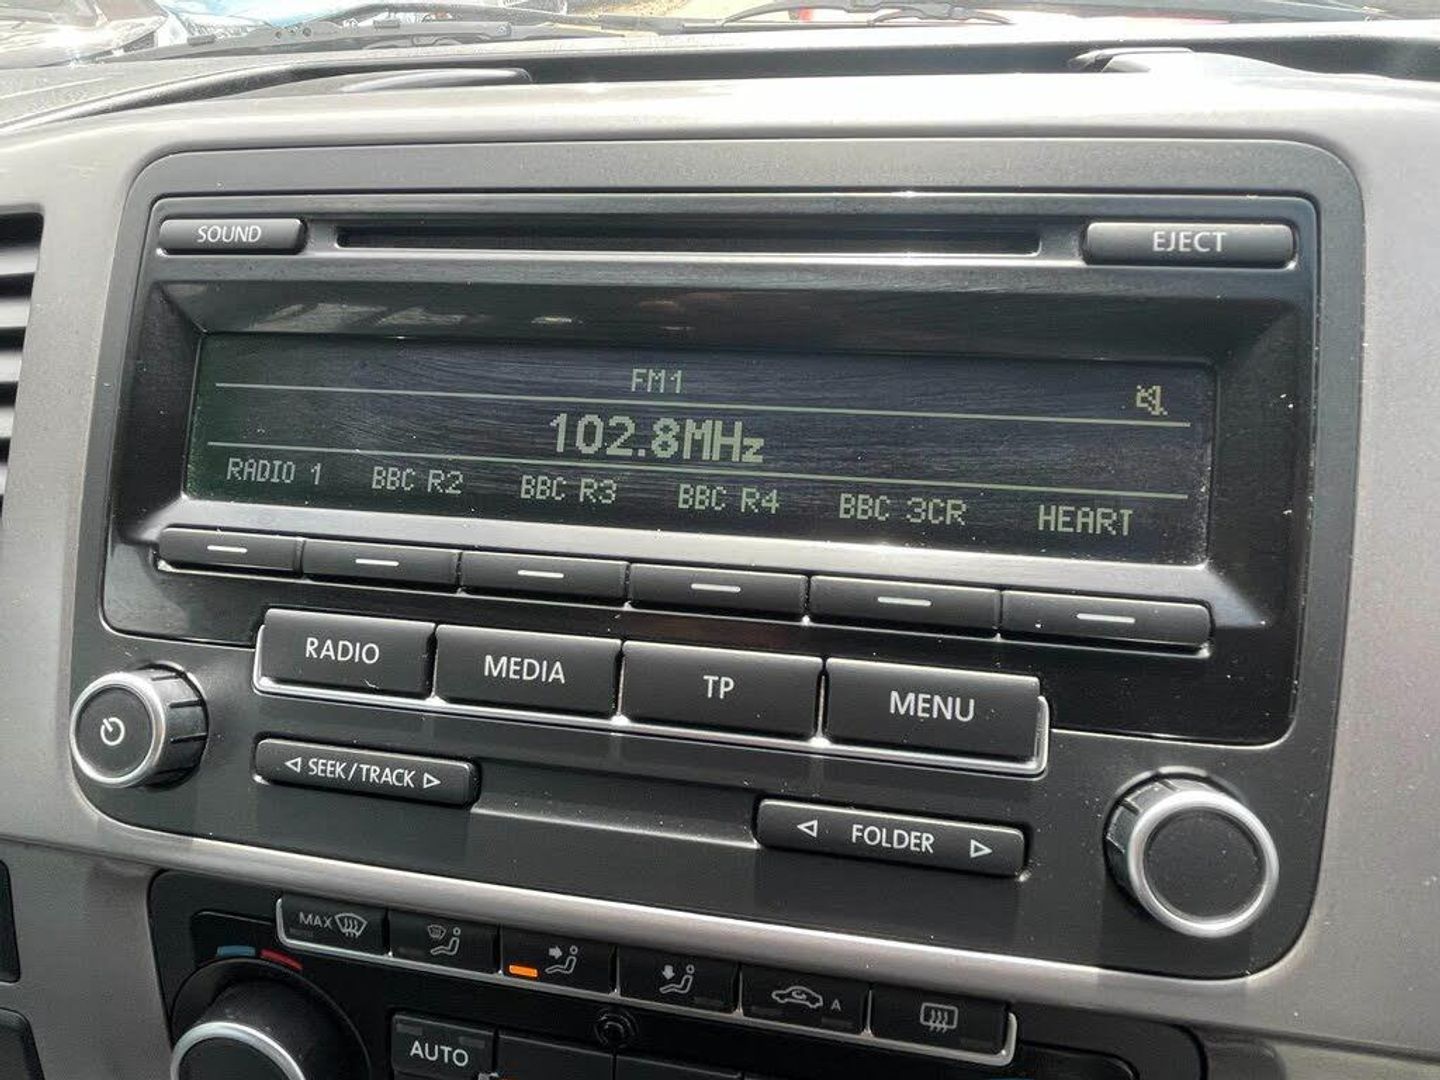 SOUND
EJECT
FM1
102.8MHz
RADIO 1 BBC R2 BBC R3 BBC R4 BBC 3CR HEART
RADIO MEDIA TP MENU
SEEK/TRACK
FOLDER
MAX
A
AUTO